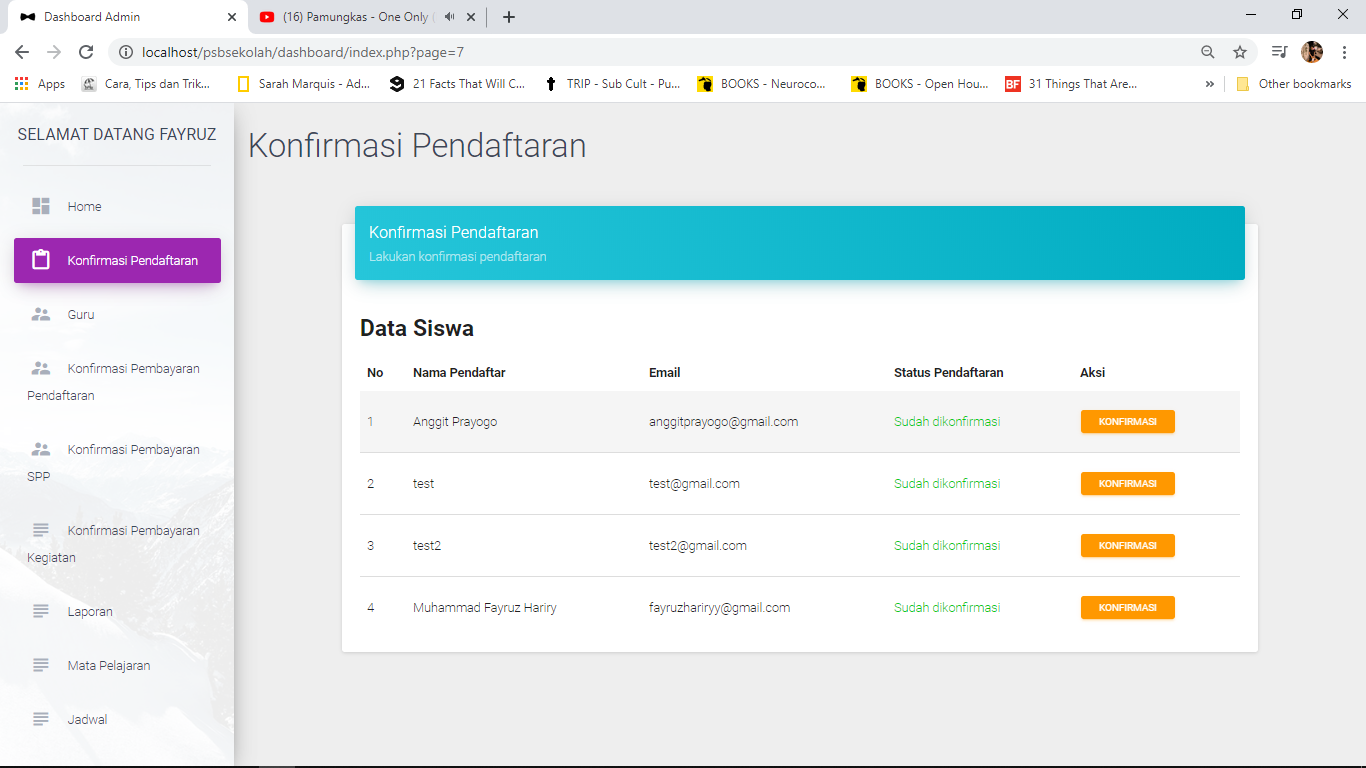 Dashboard Admin
(16) Pamungkas - One Only
localhost/psbsekolah/dashboard/index.php?page=7
Apps
Cara, Tips dan Trik...
Sarah Marquis - Ad...
21 Facts That Will C...
TRIP - Sub Cult - Pu...
BOOKS - Neuroco...
BOOKS - Open Hou...
BF
31 Things That Are...
»
Other bookmarks
SELAMAT DATANG FAYRUZ
Home
Konfirmasi Pendaftaran
Guru
Konfirmasi Pembayaran
Pendaftaran
Konfirmasi Pembayaran
SPP
Konfirmasi Pembayaran
Kegiatan
Laporan
Mata Pelajaran
Jadwal
Konfirmasi Pendaftaran
Konfirmasi Pendaftaran
Lakukan konfirmasi pendaftaran
Data Siswa
No Nama Pendaftar Email Status Pendaftaran Aksi
1 Anggit Prayogo anggitprayogo@gmail.com Sudah dikonfirmasi KONFIRMASI
2 test test@gmail.com Sudah dikonfirmasi KONFIRMASI
3 test2 test2@gmail.com Sudah dikonfirmasi KONFIRMASI
4 Muhammad Fayruz Hariry fayruzhariryy@gmail.com Sudah dikonfirmasi KONFIRMASI